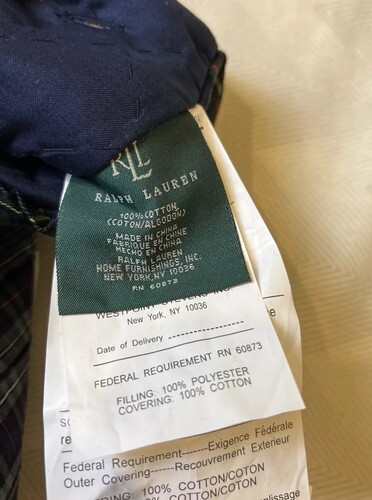 RLL
RALPH LAUREN
100% COTTON
(COTON/ALGODON)
MADE IN CHINA
FABRIQUE EN CHINE
HECHO EN CHINA
RALPH LAUREN
HOME FURNISHINGS, INC.
NEW YORK, NY 10036
RN 60873
WESTPOINT STEVENS INC
New York, NY 10036
Date of Delivery
FEDERAL REQUIREMENT RN 60873
FILLING: 100% POLYESTER
COVERING: 100% COTTON
Federal Requirement------Exigence Fédérale
Outer Covering------Recouvrement Exterieur
COVERING: 100% COTTON/COTON
100% COTTON/COTON